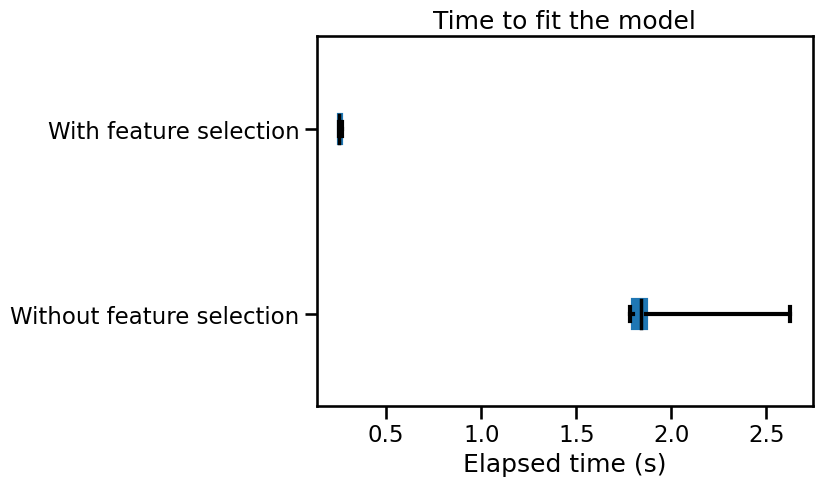 Time to fit the model
With feature selection
Without feature selection
0.5 1.0 1.5 2.0 2.5
Elapsed time (s)